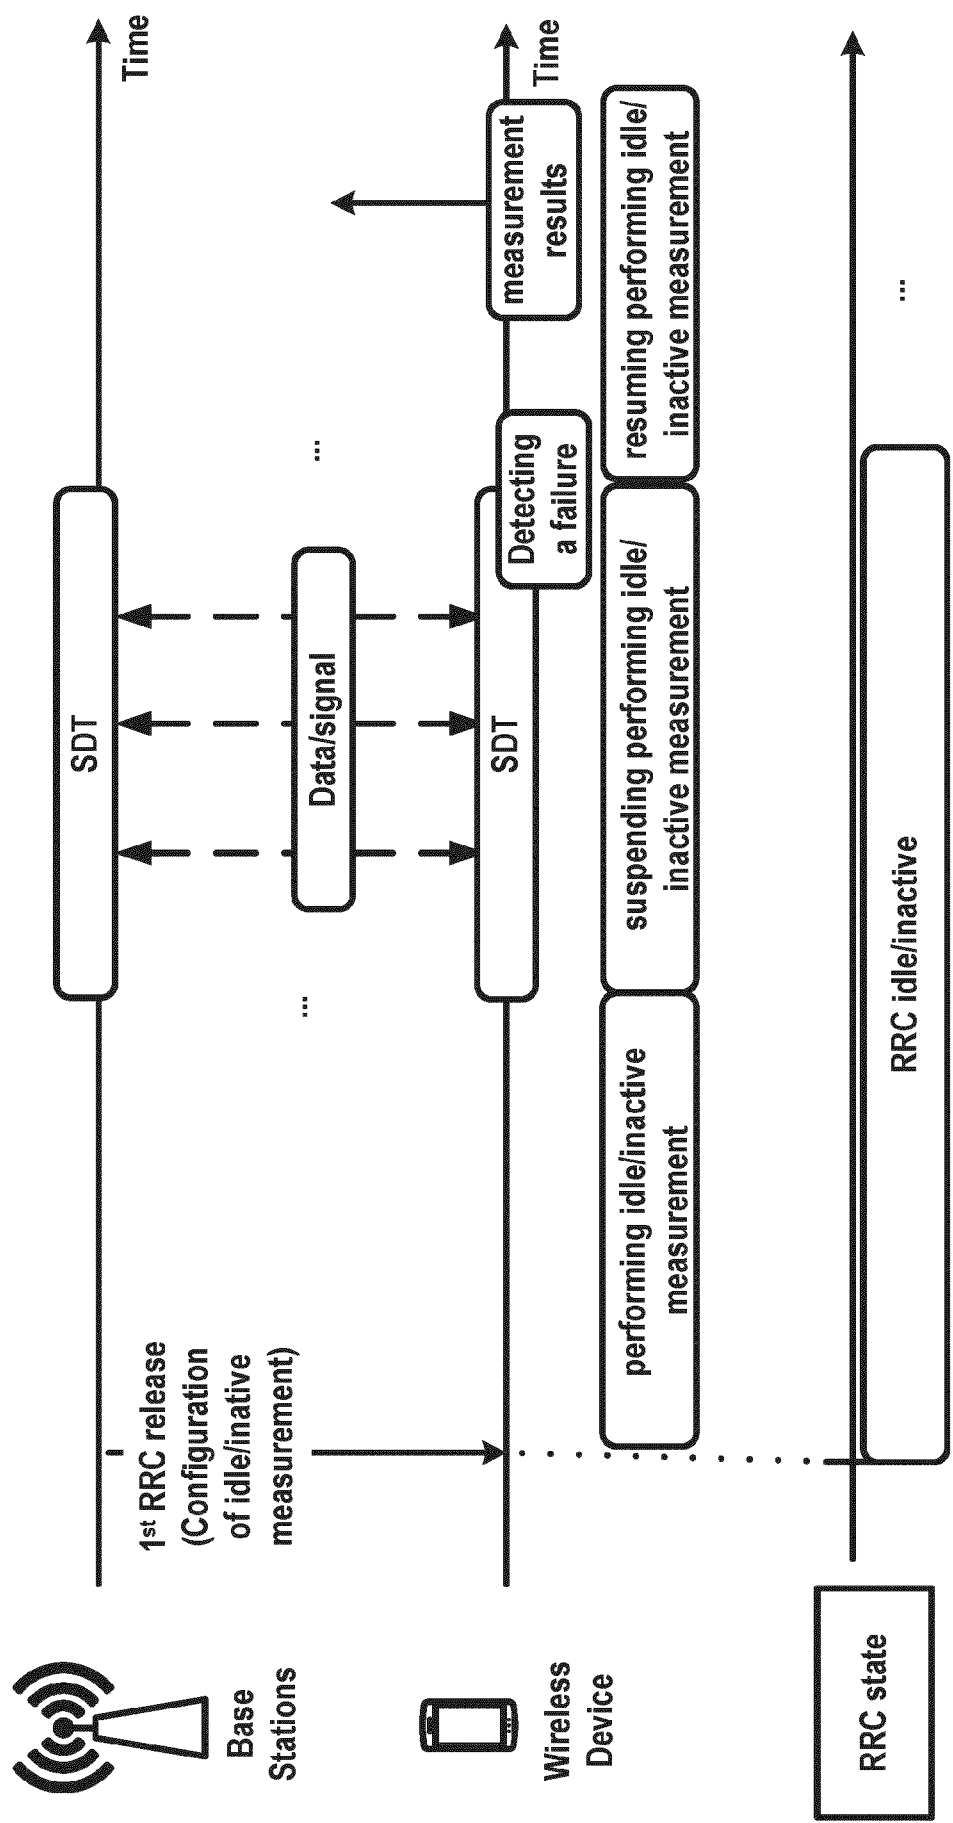 Base
Stations
1st RRC release
(Configuration
of idle/inative
measurement)
SDT
Time
...
Data/signal
...
Wireless
Device
SDT
Detecting
a failure
measurement
results
Time
performing idle/inactive
measurement
suspending performing idle/
inactive measurement
resuming performing idle/
inactive measurement
RRC state
RRC idle/inactive
...